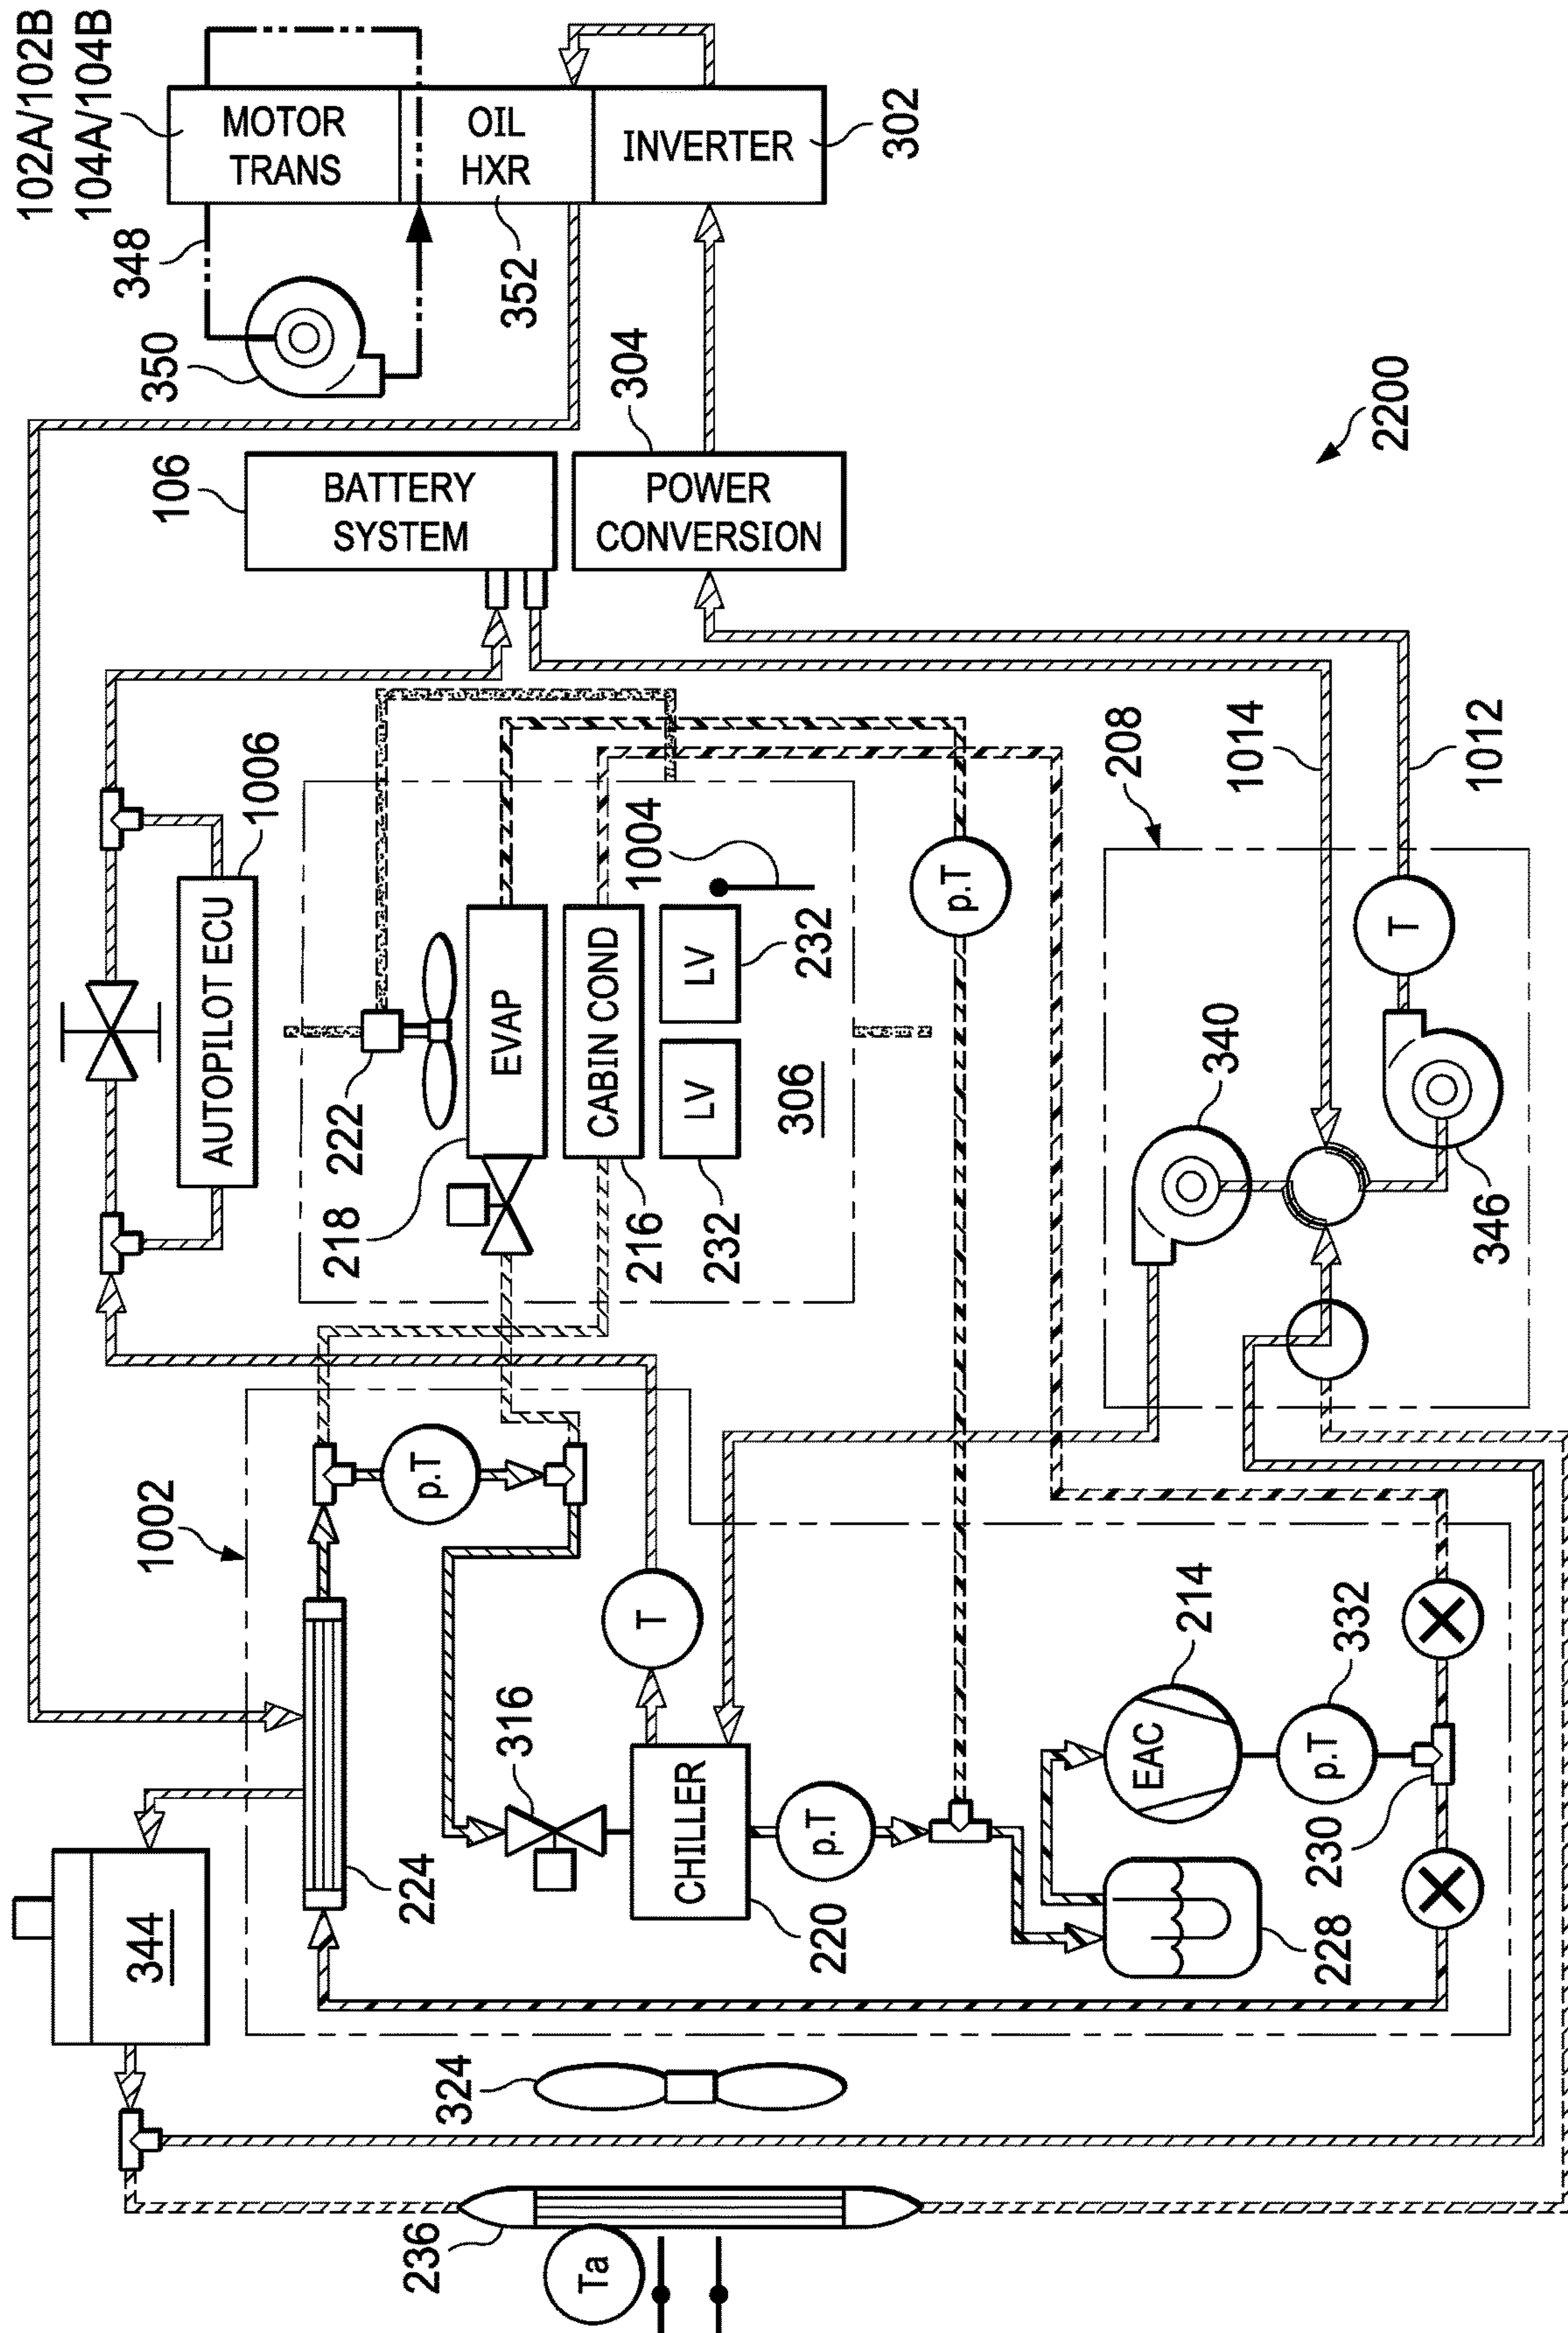 102A/102B
104A/104B
MOTOR
TRANS
OIL
HXR
INVERTER
302
348
350
352
304
106
BATTERY
SYSTEM
POWER
CONVERSION
2200
1006
AUTOPILOT ECU
222
EVAP
218
CABIN COND
216
LV
232
LV
232
1004
306
p.T
1014
1012
208
T
340
346
1002
p.T
T
316
CHILLER
220
p.T
224
EAC
214
p.T
332
230
228
344
324
236
Ta